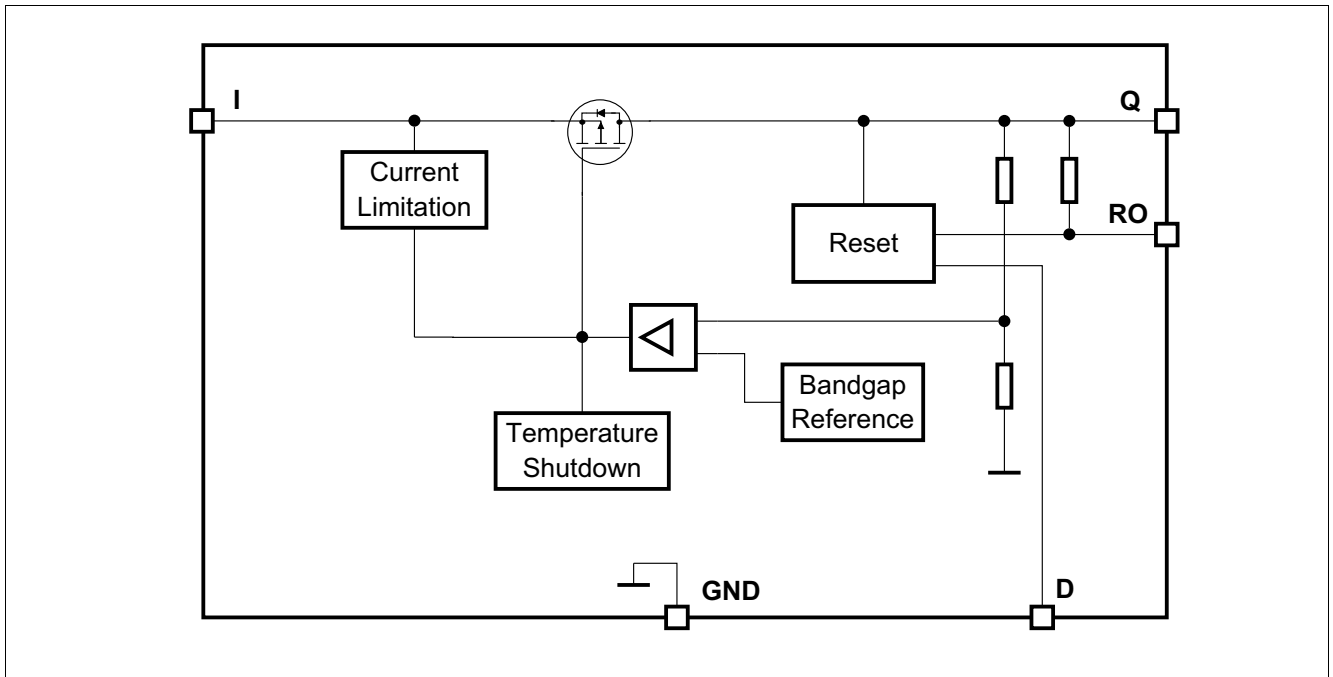 I
Q
Current
Limitation
RO
Reset
Bandgap
Reference
Temperature
Shutdown
GND
D